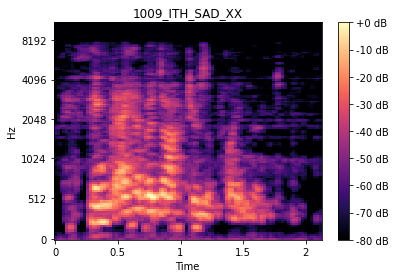 1009_ITH_SAD_XX
+0 dB
8192
-10 dB
4096
-20 dB
-30 dB
2048
-40 dB
Hz
1024
-50 dB
-60 dB
512
-70 dB
0
-80 dB
0 0.5 1 1.5 2
Time